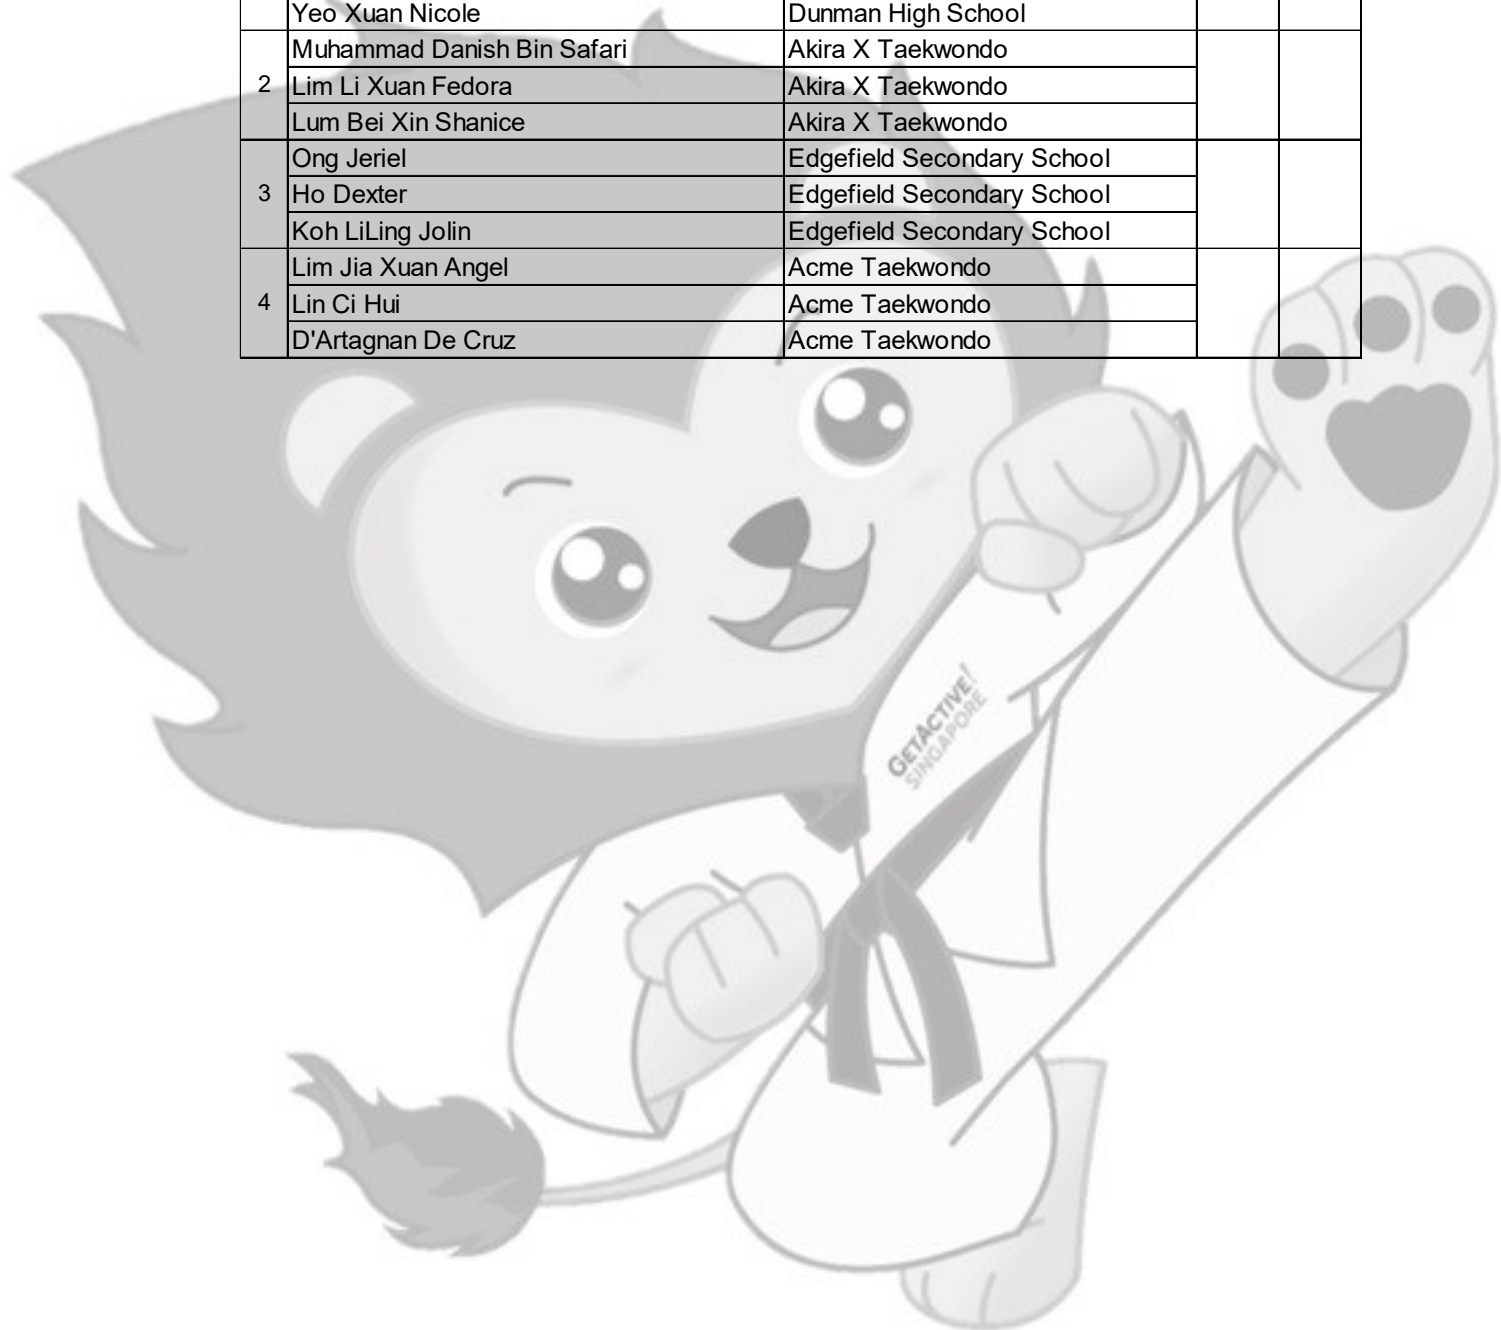 Yeo Xuan Nicole Dunman High School
Muhammad Danish Bin Safari Akira X Taekwondo
2 Lim Li Xuan Fedora Akira X Taekwondo
Lum Bei Xin Shanice Akira X Taekwondo
Ong Jeriel Edgefield Secondary School
3 Ho Dexter Edgefield Secondary School
Koh LiLing Jolin Edgefield Secondary School
Lim Jia Xuan Angel Acme Taekwondo
4 Lin Ci Hui Acme Taekwondo
D'Artagnan De Cruz Acme Taekwondo
GETACTIVE!
SINGAPORE